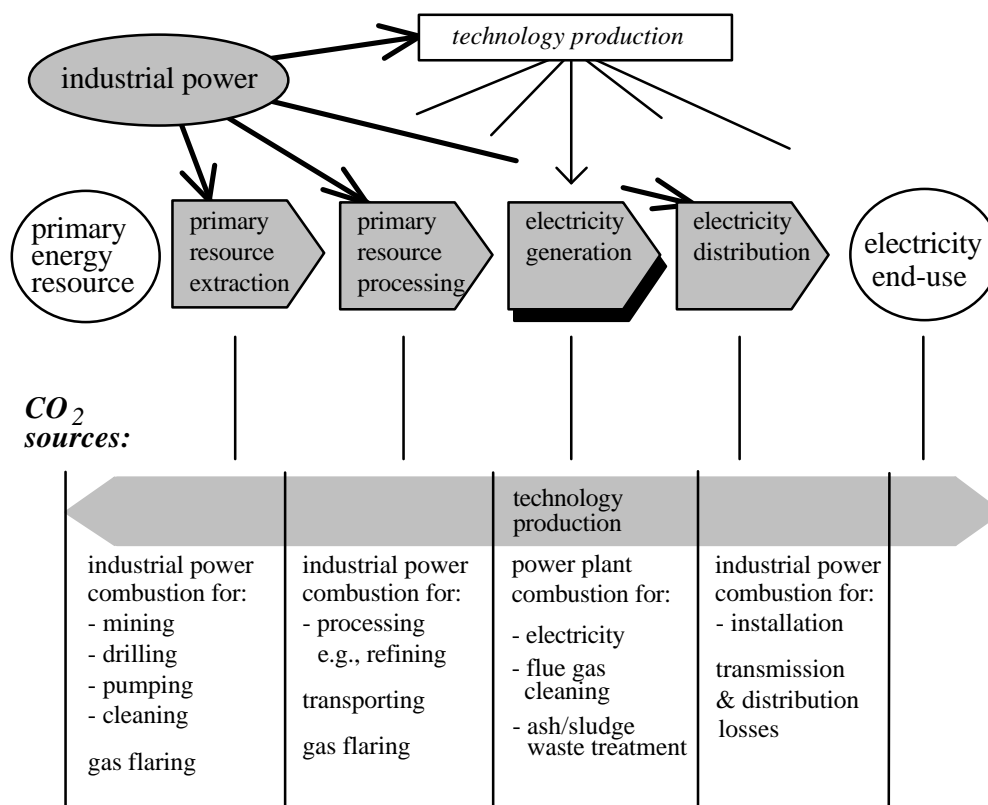 technology production
industrial power
primary
energy
resource
primary
resource
extraction
primary
resource
processing
electricity
generation
electricity
distribution
electricity
end-use
CO2
sources:
technology
production
industrial power
combustion for:
- mining
- drilling
- pumping
- cleaning
gas flaring
industrial power
combustion for:
- processing
e.g., refining
transporting
gas flaring
power plant
combustion for:
- electricity
- flue gas
cleaning
- ash/sludge
waste treatment
industrial power
combustion for:
- installation
transmission
& distribution
losses